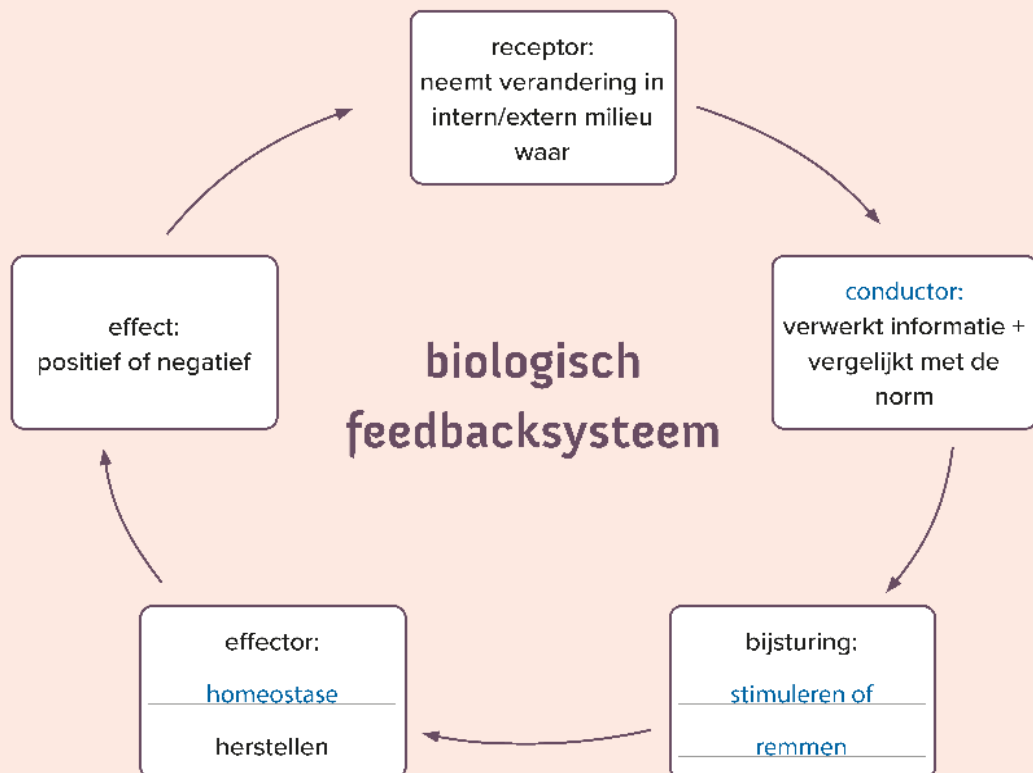 receptor:
neemt verandering in
intern/extern milieu
waar
conductor:
verwerkt informatie +
vergelijkt met de
norm
bijsturing:
stimuleren of
remmen
effector:
homeostase
herstellen
effect:
positief of negatief
biologisch
feedbacksysteem